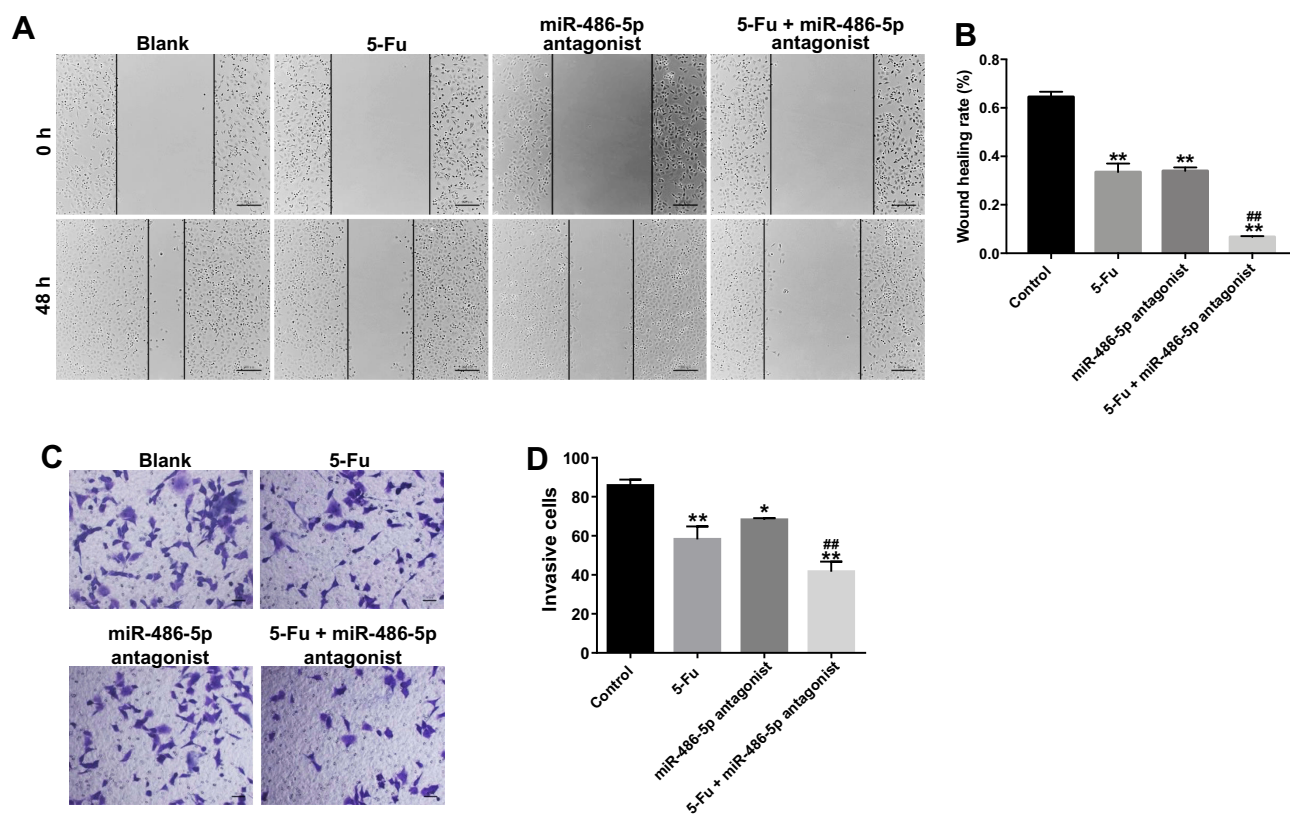 A
Blank
5-Fu
miR-486-5p
antagonist
5-Fu + miR-486-5p
antagonist
0 h
48 h
B
Wound healing rate (%)
0.8
0.6
0.4
0.2
0.0
**
**
##
**
Control
5-Fu
miR-486-5p antagonist
5-Fu + miR-486-5p antagonist
C
Blank
5-Fu
miR-486-5p
antagonist
5-Fu + miR-486-5p
antagonist
D
Invasive cells
100
80
60
40
20
0
**
*
##
**
Control
5-Fu
miR-486-5p antagonist
5-Fu + miR-486-5p antagonist